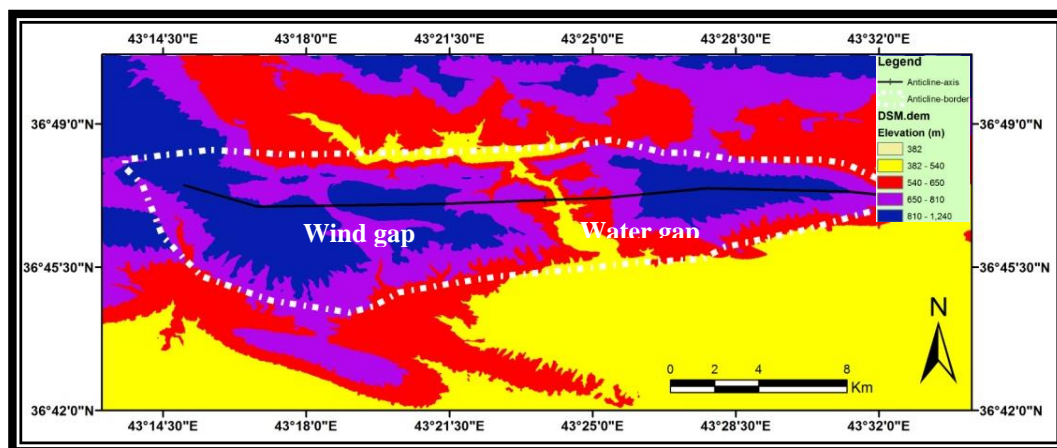 43°14'30"E 43°18'0"E 43°21'30"E 43°25'0"E 43°28'30"E 43°32'0"E
Legend
Anticline-axis
Anticline-border
DSM.dem
Elevation (m)
382
382 - 540
540 - 650
650 - 810
810 - 1,240
36°49'0"N 36°49'0"N
Wind gap Water gap
36°45'30"N 36°45'30"N
N
0 2 4 8
Km
36°42'0"N 36°42'0"N
43°14'30"E 43°18'0"E 43°21'30"E 43°25'0"E 43°28'30"E 43°32'0"E